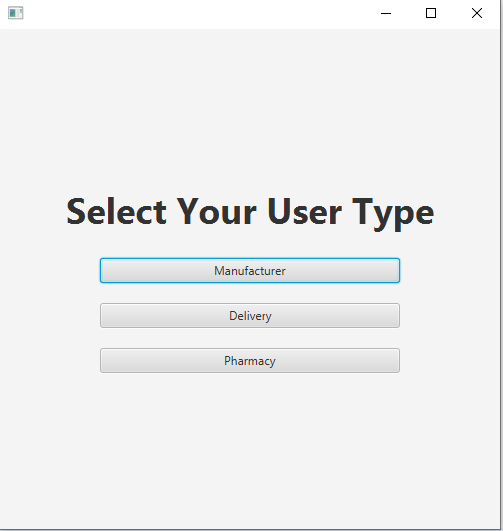 Select Your User Type
Manufacturer
Delivery
Pharmacy